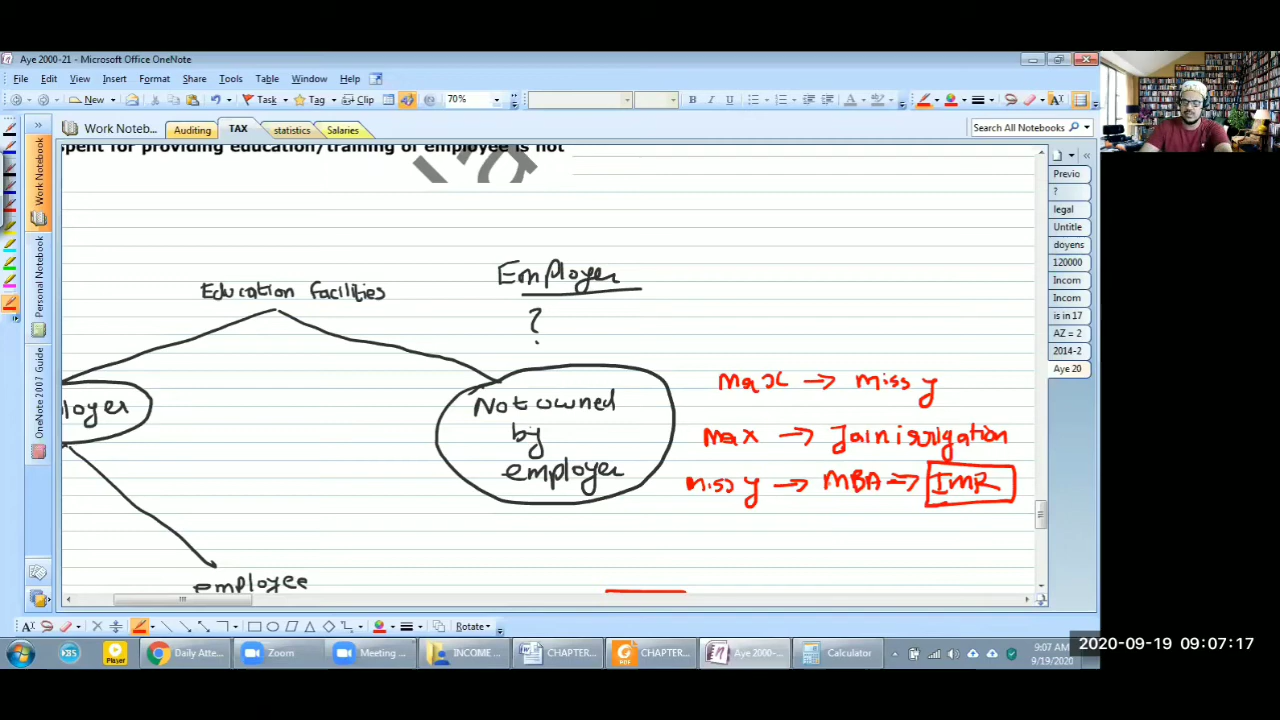 Aye 2000-21 - Microsoft Office OneNote
File Edit View Insert Format Share Tools Table Window Help
New Task Tag Clip 70% B I U
Work Noteb... Auditing TAX statistics Salaries Search All Notebooks
Work Notebook
Personal Notebook
OneNote 2007 Guide
spent for providing education/training of employee is not
Education Facilities
Employer
?
loyer
Not owned
by
employer
employee
Mr x → miss y
Mr x → Jain irrigation
miss y → MBA → IMR
Previo
?
legal
Untitle
doyens
120000
Incom
Incom
is in 17
AZ = 2
2014-2
Aye 20
Rotate
Player Daily Atte... Zoom Meeting ... INCOME ... CHAPTER... CHAPTER... Aye 2000-... Calculator
9:07 AM
9/19/2020
2020-09-19 09:07:17